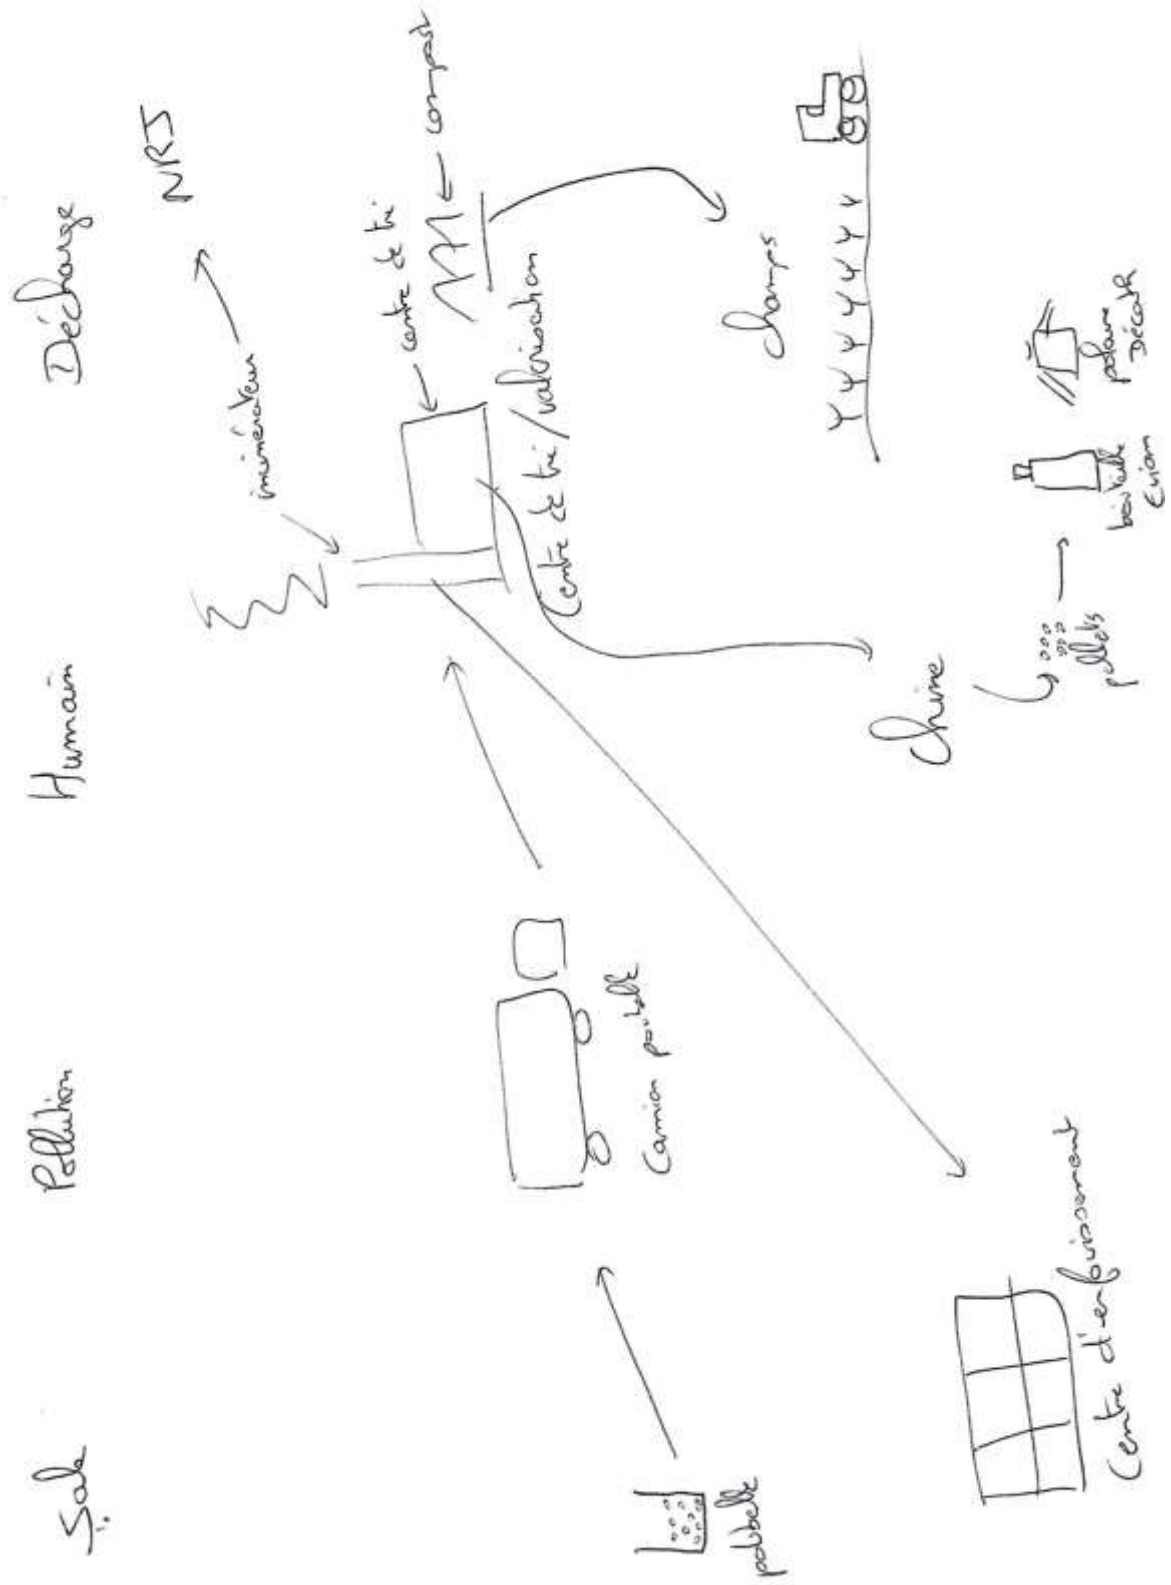 Sale
Pollution
Humain
Décharge
NRJ
incinérateur
centre de tri
compost
Centre de tri / valorisation
champs
poubelle
Camion poubelle
Chine
pellets
bouteille
Evian
polaire
Décath
Centre d'enfouissement